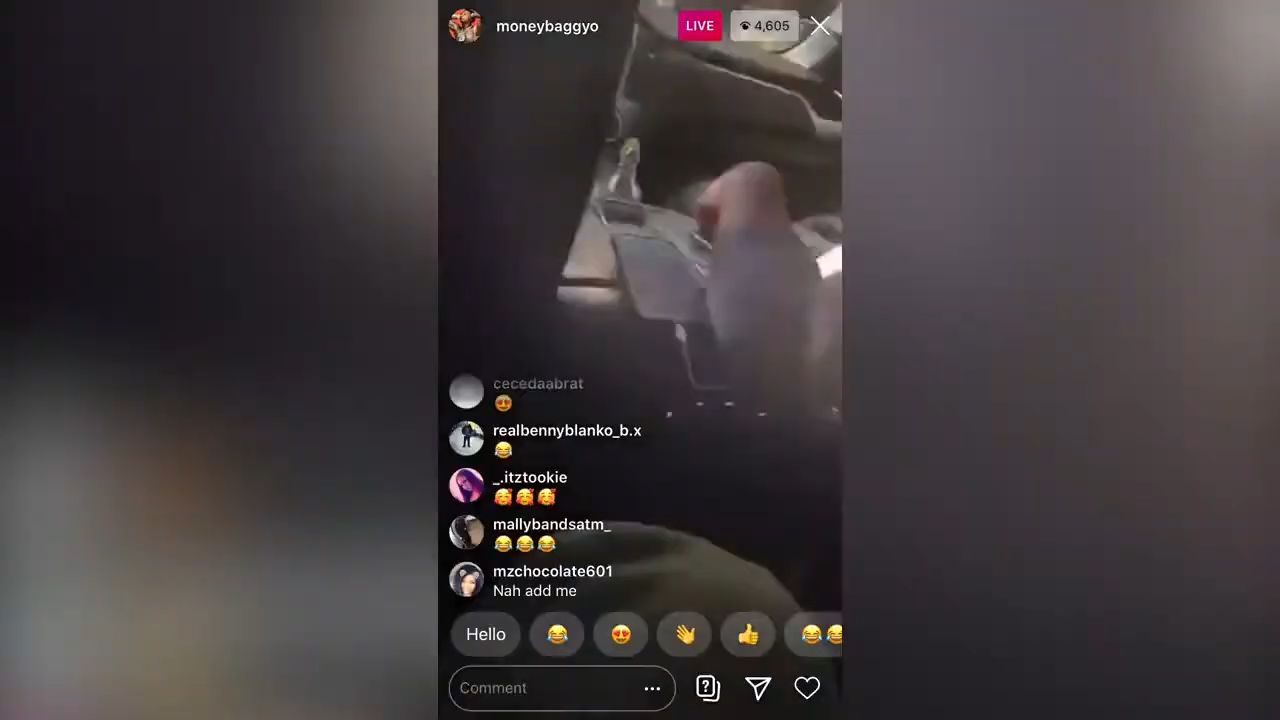 moneybaggyo
LIVE
4,605
cecedaabrat
😍
realbennyblanko_b.x
😂
_.itztookie
🥰🥰🥰
mallybandsatm_
😂😂😂
mzchocolate601
Nah add me
Hello 😂 😍 👋 👍 😂😂
Comment